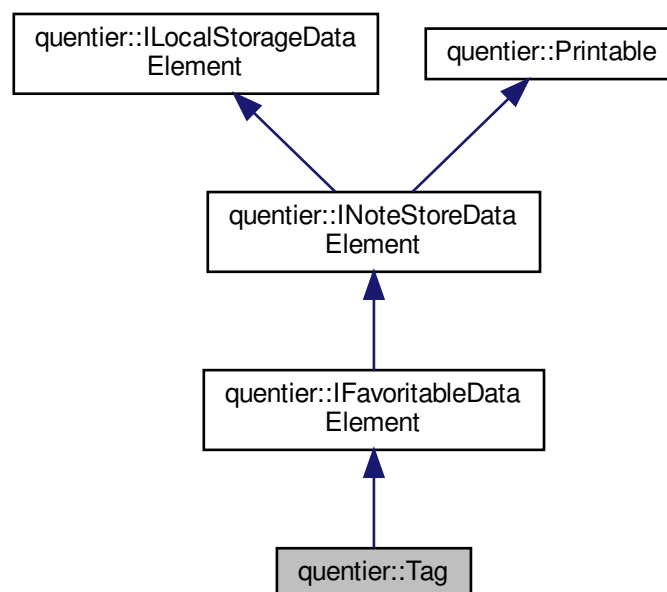 quentier::ILocalStorageData
Element
quentier::Printable
quentier::INoteStoreData
Element
quentier::IFavoritableData
Element
quentier::Tag